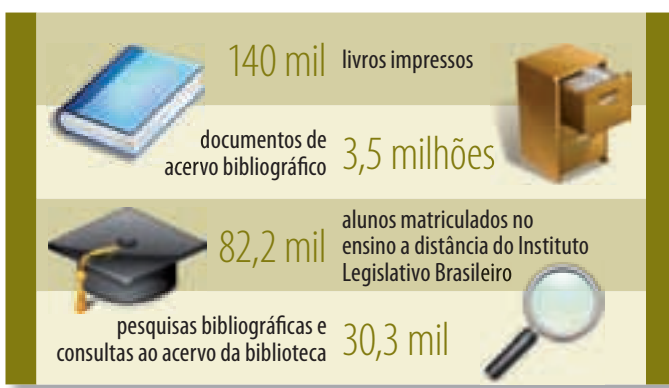 140 mil livros impressos
documentos de
acervo bibliográfico 3,5 milhões
82,2 mil
alunos matriculados no
ensino a distância do Instituto
Legislativo Brasileiro
pesquisas bibliográficas e
consultas ao acervo da biblioteca 30,3 mil